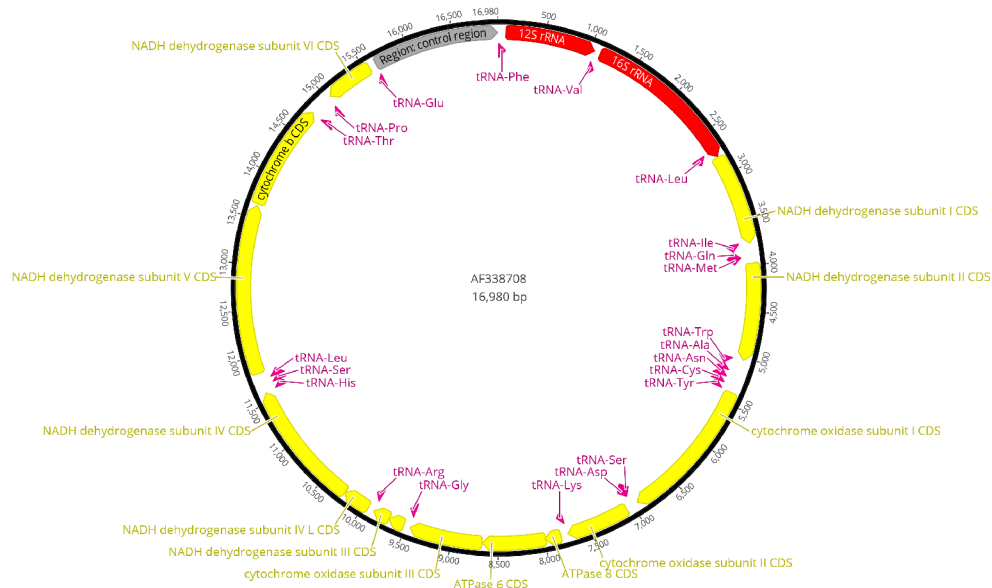 16,980
500
1,000
1,500
2,000
2,500
3,000
3,500
4,000
4,500
5,000
5,500
6,000
6,500
7,000
7,500
8,000
8,500
9,000
9,500
10,000
10,500
11,000
11,500
12,000
12,500
13,000
13,500
14,000
14,500
15,000
15,500
16,000
16,500
Region: control region
12S rRNA
16S rRNA
NADH dehydrogenase subunit VI CDS
tRNA-Phe
tRNA-Val
tRNA-Glu
tRNA-Pro
tRNA-Thr
cytochrome b CDS
tRNA-Leu
NADH dehydrogenase subunit I CDS
tRNA-Ile
tRNA-Gln
tRNA-Met
NADH dehydrogenase subunit V CDS
NADH dehydrogenase subunit II CDS
AF338708
16,980 bp
tRNA-Trp
tRNA-Ala
tRNA-Asn
tRNA-Cys
tRNA-Tyr
tRNA-Leu
tRNA-Ser
tRNA-His
NADH dehydrogenase subunit IV CDS
cytochrome oxidase subunit I CDS
tRNA-Ser
tRNA-Asp
tRNA-Lys
tRNA-Arg
tRNA-Gly
NADH dehydrogenase subunit IV L CDS
NADH dehydrogenase subunit III CDS
cytochrome oxidase subunit III CDS
ATPase 6 CDS
ATPase 8 CDS
cytochrome oxidase subunit II CDS